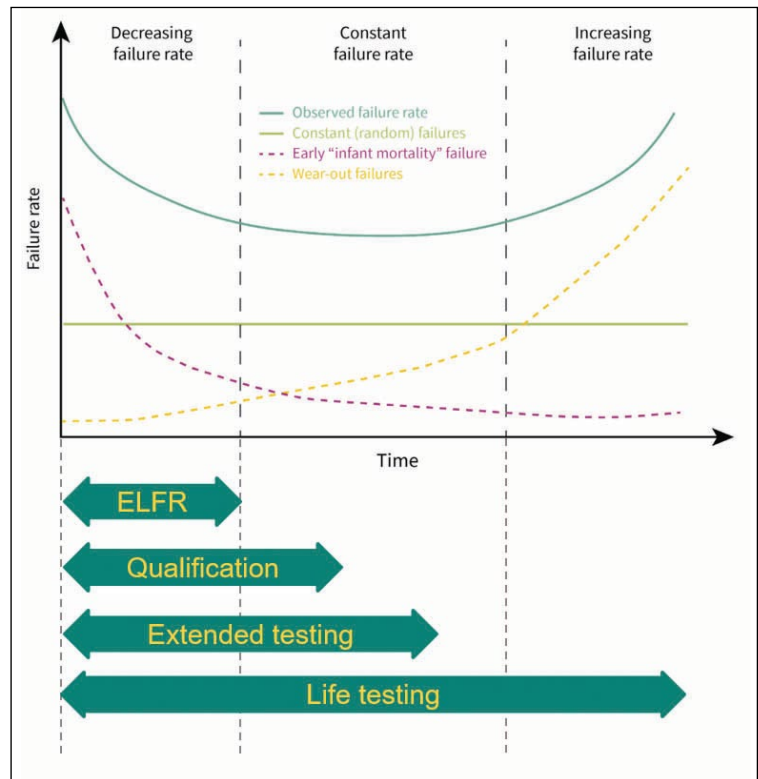 Decreasing
failure rate
Constant
failure rate
Increasing
failure rate
Observed failure rate
Constant (random) failures
Early “infant mortality” failure
Wear-out failures
Failure rate
Time
ELFR
Qualification
Extended testing
Life testing